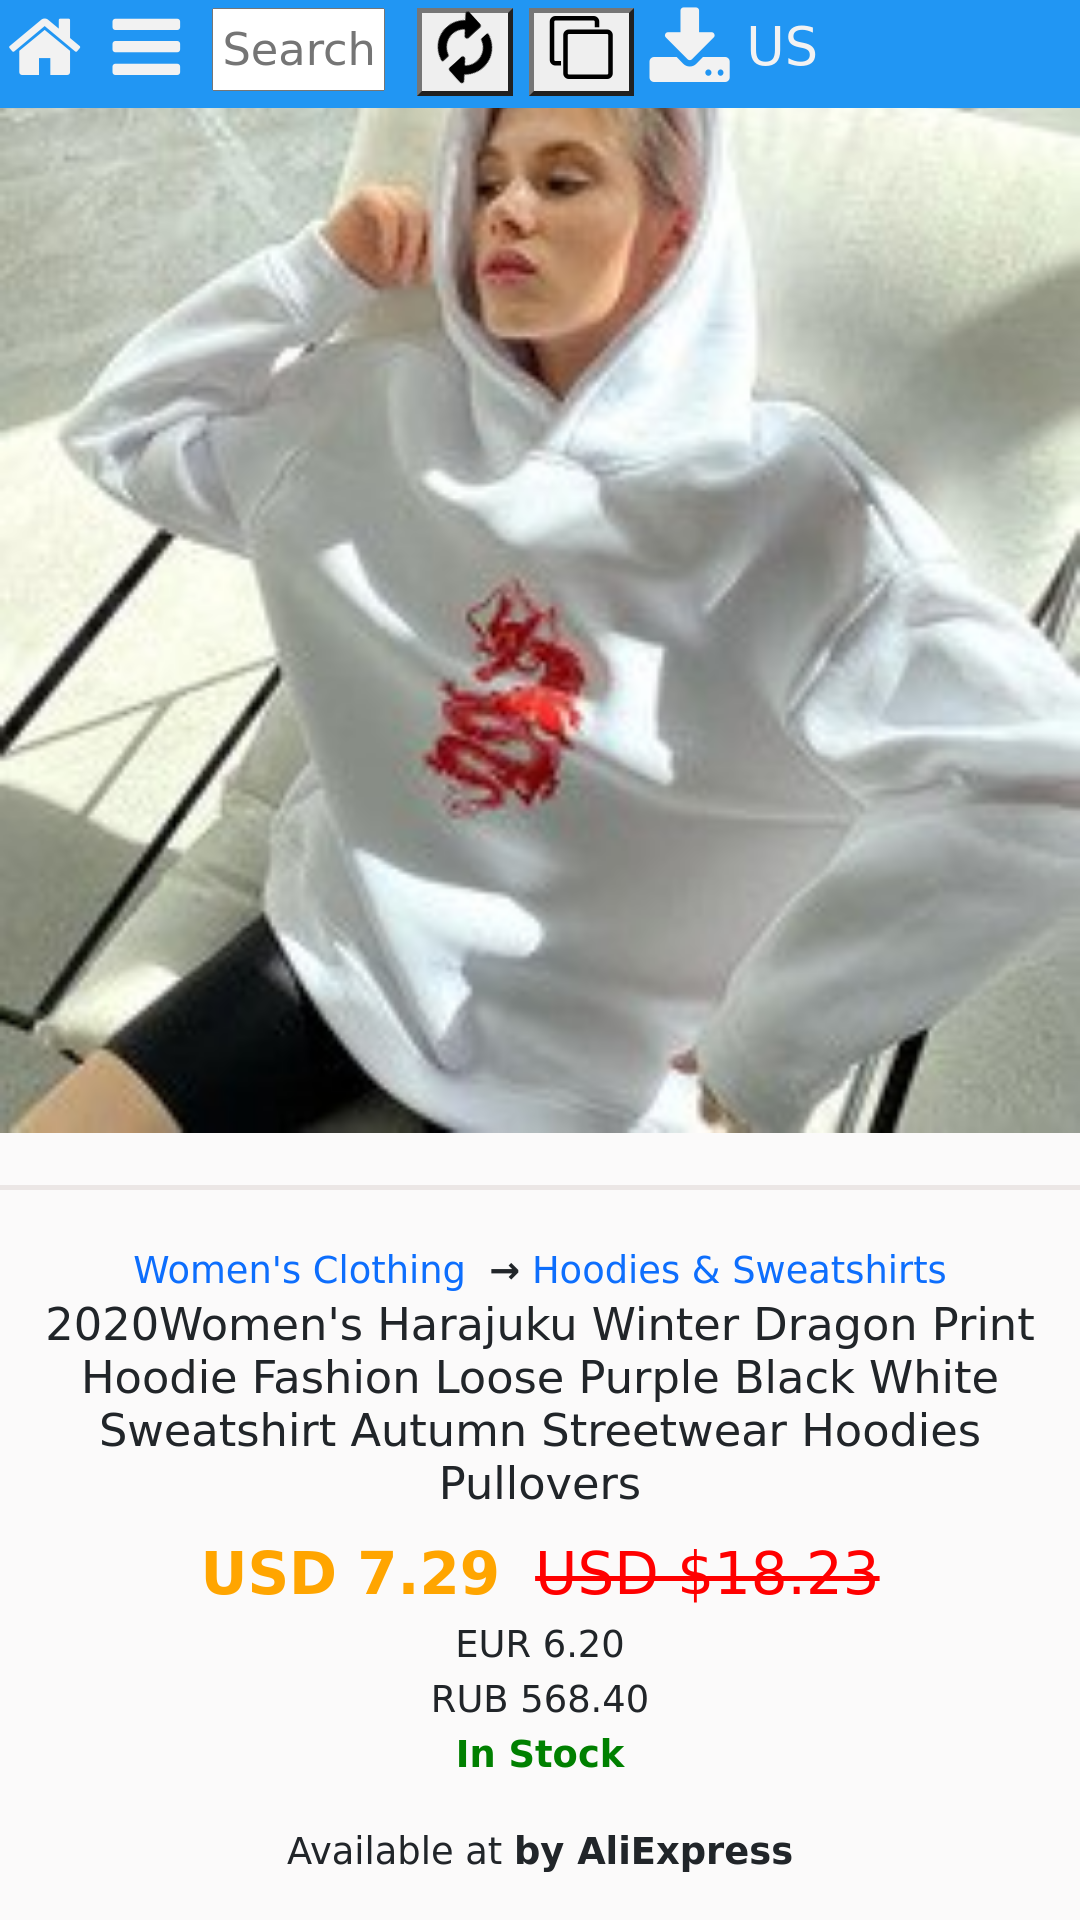 Search
US
Women's Clothing → Hoodies & Sweatshirts
2020Women's Harajuku Winter Dragon Print
Hoodie Fashion Loose Purple Black White
Sweatshirt Autumn Streetwear Hoodies
Pullovers
USD 7.29 USD $18.23
EUR 6.20
RUB 568.40
In Stock
Available at by AliExpress